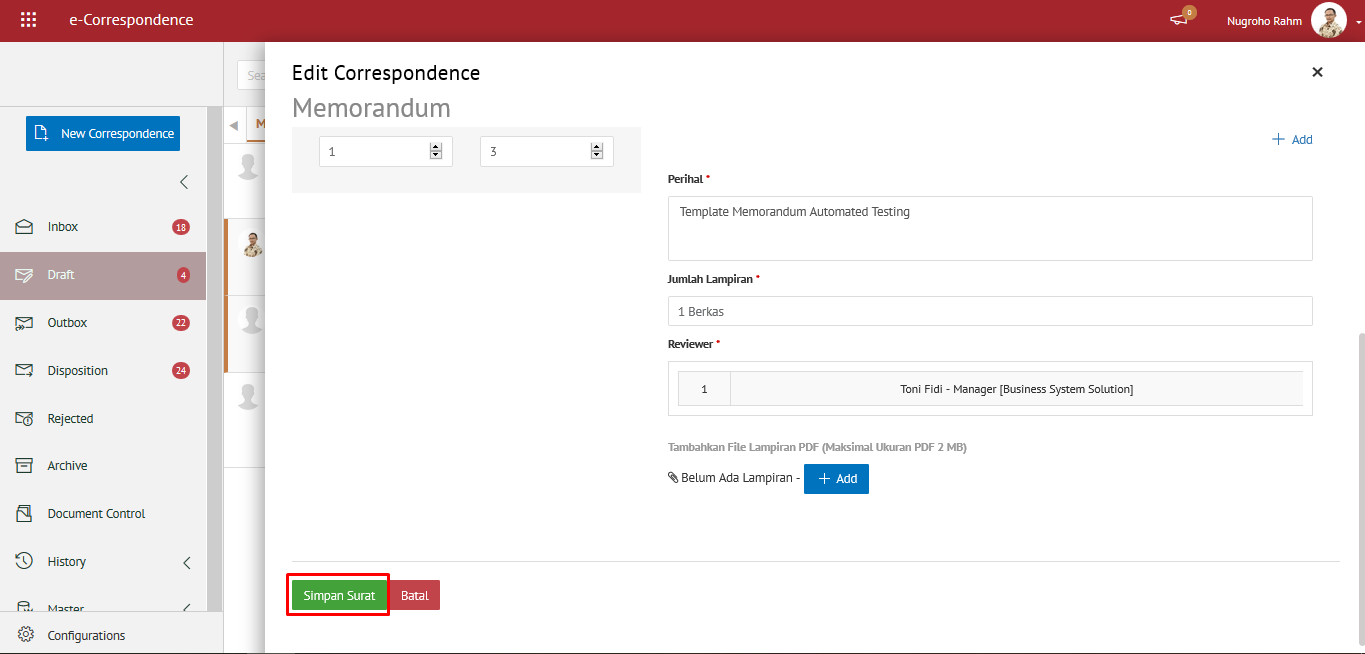 e-Correspondence
0
Nugroho Rahm
New Correspondence
Inbox 18
Draft 4
Outbox 22
Disposition 24
Rejected
Archive
Document Control
History
Master
Configurations
Sea
M
Edit Correspondence
Memorandum
1 3
+ Add
Perihal *
Template Memorandum Automated Testing
Jumlah Lampiran *
1 Berkas
Reviewer *
1 Toni Fidi - Manager [Business System Solution]
Tambahkan File Lampiran PDF (Maksimal Ukuran PDF 2 MB)
Belum Ada Lampiran - + Add
Simpan Surat Batal